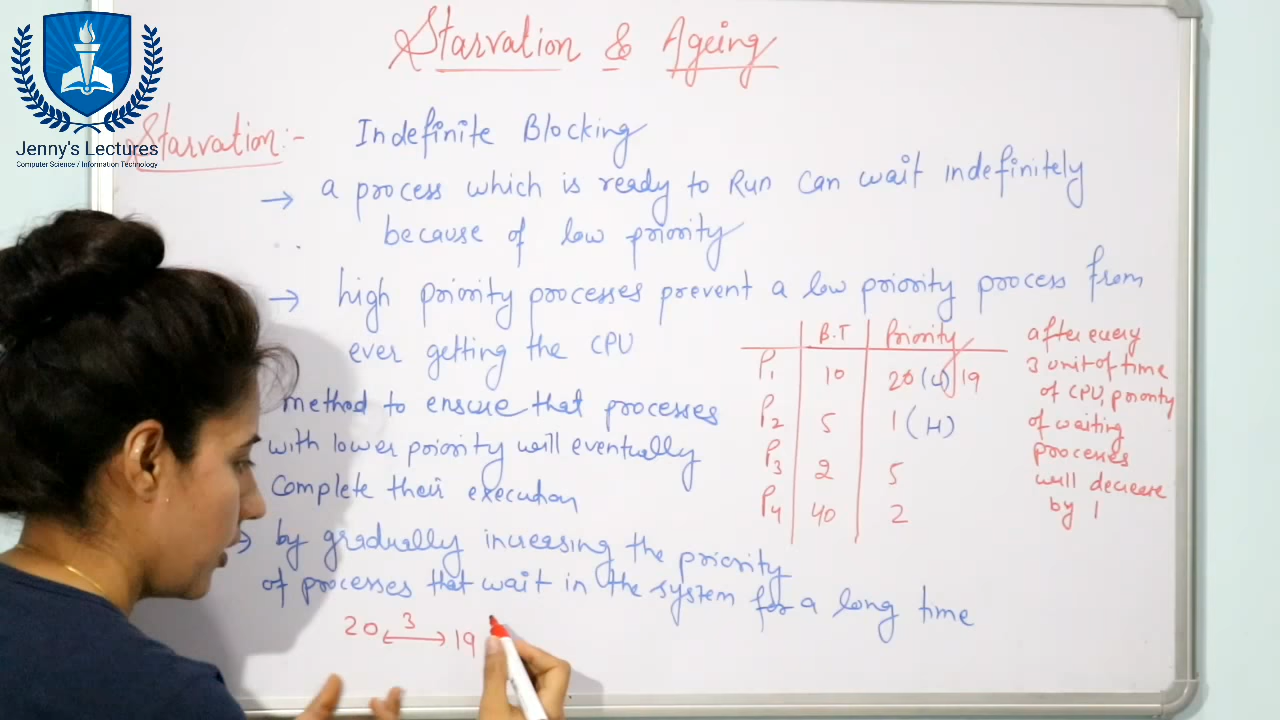 Starvation & Ageing
Jenny's Lectures
Computer Science / Information Technology
Starvation:-
Indefinite Blocking
→ a process which is ready to Run can wait indefinitely
because of low priority
→ high priority processes prevent a low priority process from
ever getting the CPU
method to ensure that processes
with lower priority will eventually
Complete their execution
→ by gradually increasing the priority
of processes that wait in the system for a long time
20 ←3→ 19
B.T Priority
P1 10 20 (L) 19
P2 5 1 (H)
P3 2 5
P4 40 2
after every
3 unit of time
of CPU, priority
of waiting
processes
will decrease
by 1